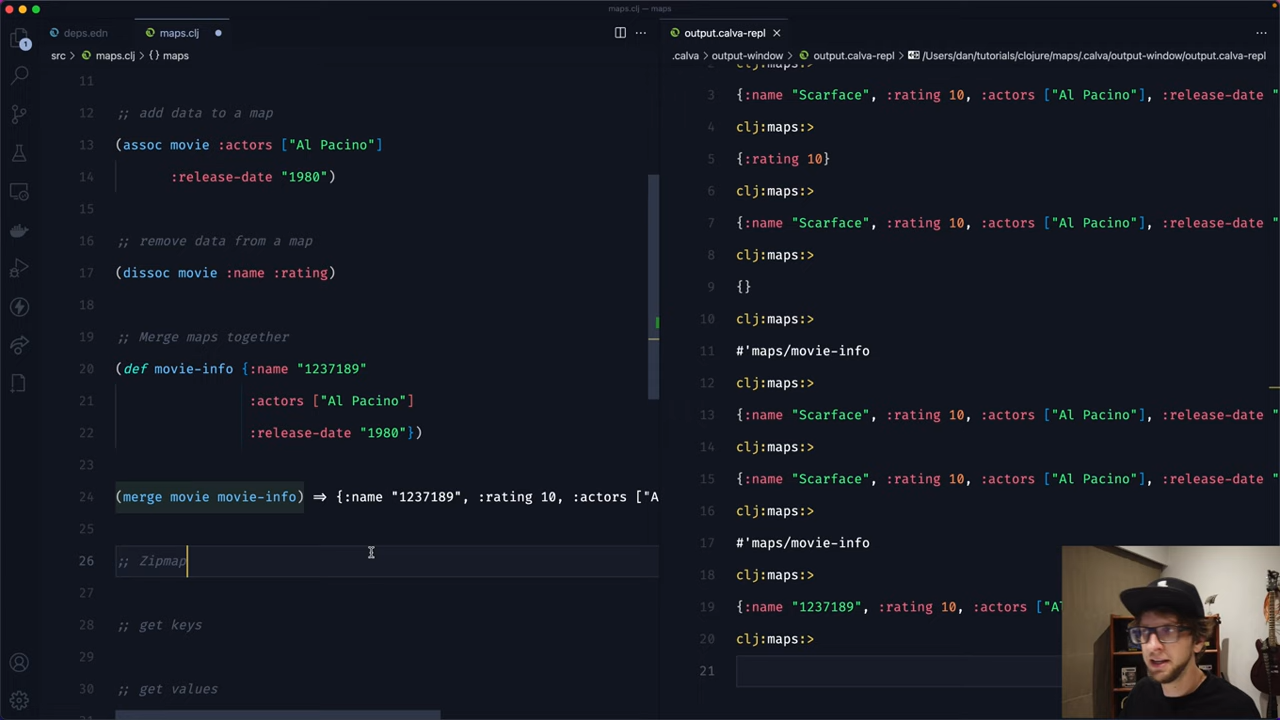 maps.clj — maps
deps.edn
maps.clj
output.calva-repl
src > maps.clj > {} maps
.calva > output-window > output.calva-repl > /Users/dan/tutorials/clojure/maps/.calva/output-window/output.calva-repl
1
11
12 ;; add data to a map
13 (assoc movie :actors ["Al Pacino"]
14 :release-date "1980")
15
16 ;; remove data from a map
17 (dissoc movie :name :rating)
18
19 ;; Merge maps together
20 (def movie-info {:name "1237189"
21 :actors ["Al Pacino"]
22 :release-date "1980"})
23
24 (merge movie movie-info) => {:name "1237189", :rating 10, :actors ["A
25
26 ;; Zipmap
27
28 ;; get keys
29
30 ;; get values
2 clj:maps:>
3 {:name "Scarface", :rating 10, :actors ["Al Pacino"], :release-date "
4 clj:maps:>
5 {:rating 10}
6 clj:maps:>
7 {:name "Scarface", :rating 10, :actors ["Al Pacino"], :release-date "
8 clj:maps:>
9 {}
10 clj:maps:>
11 #'maps/movie-info
12 clj:maps:>
13 {:name "Scarface", :rating 10, :actors ["Al Pacino"], :release-date "
14 clj:maps:>
15 {:name "Scarface", :rating 10, :actors ["Al Pacino"], :release-date "
16 clj:maps:>
17 #'maps/movie-info
18 clj:maps:>
19 {:name "1237189", :rating 10, :actors ["Al
20 clj:maps:>
21